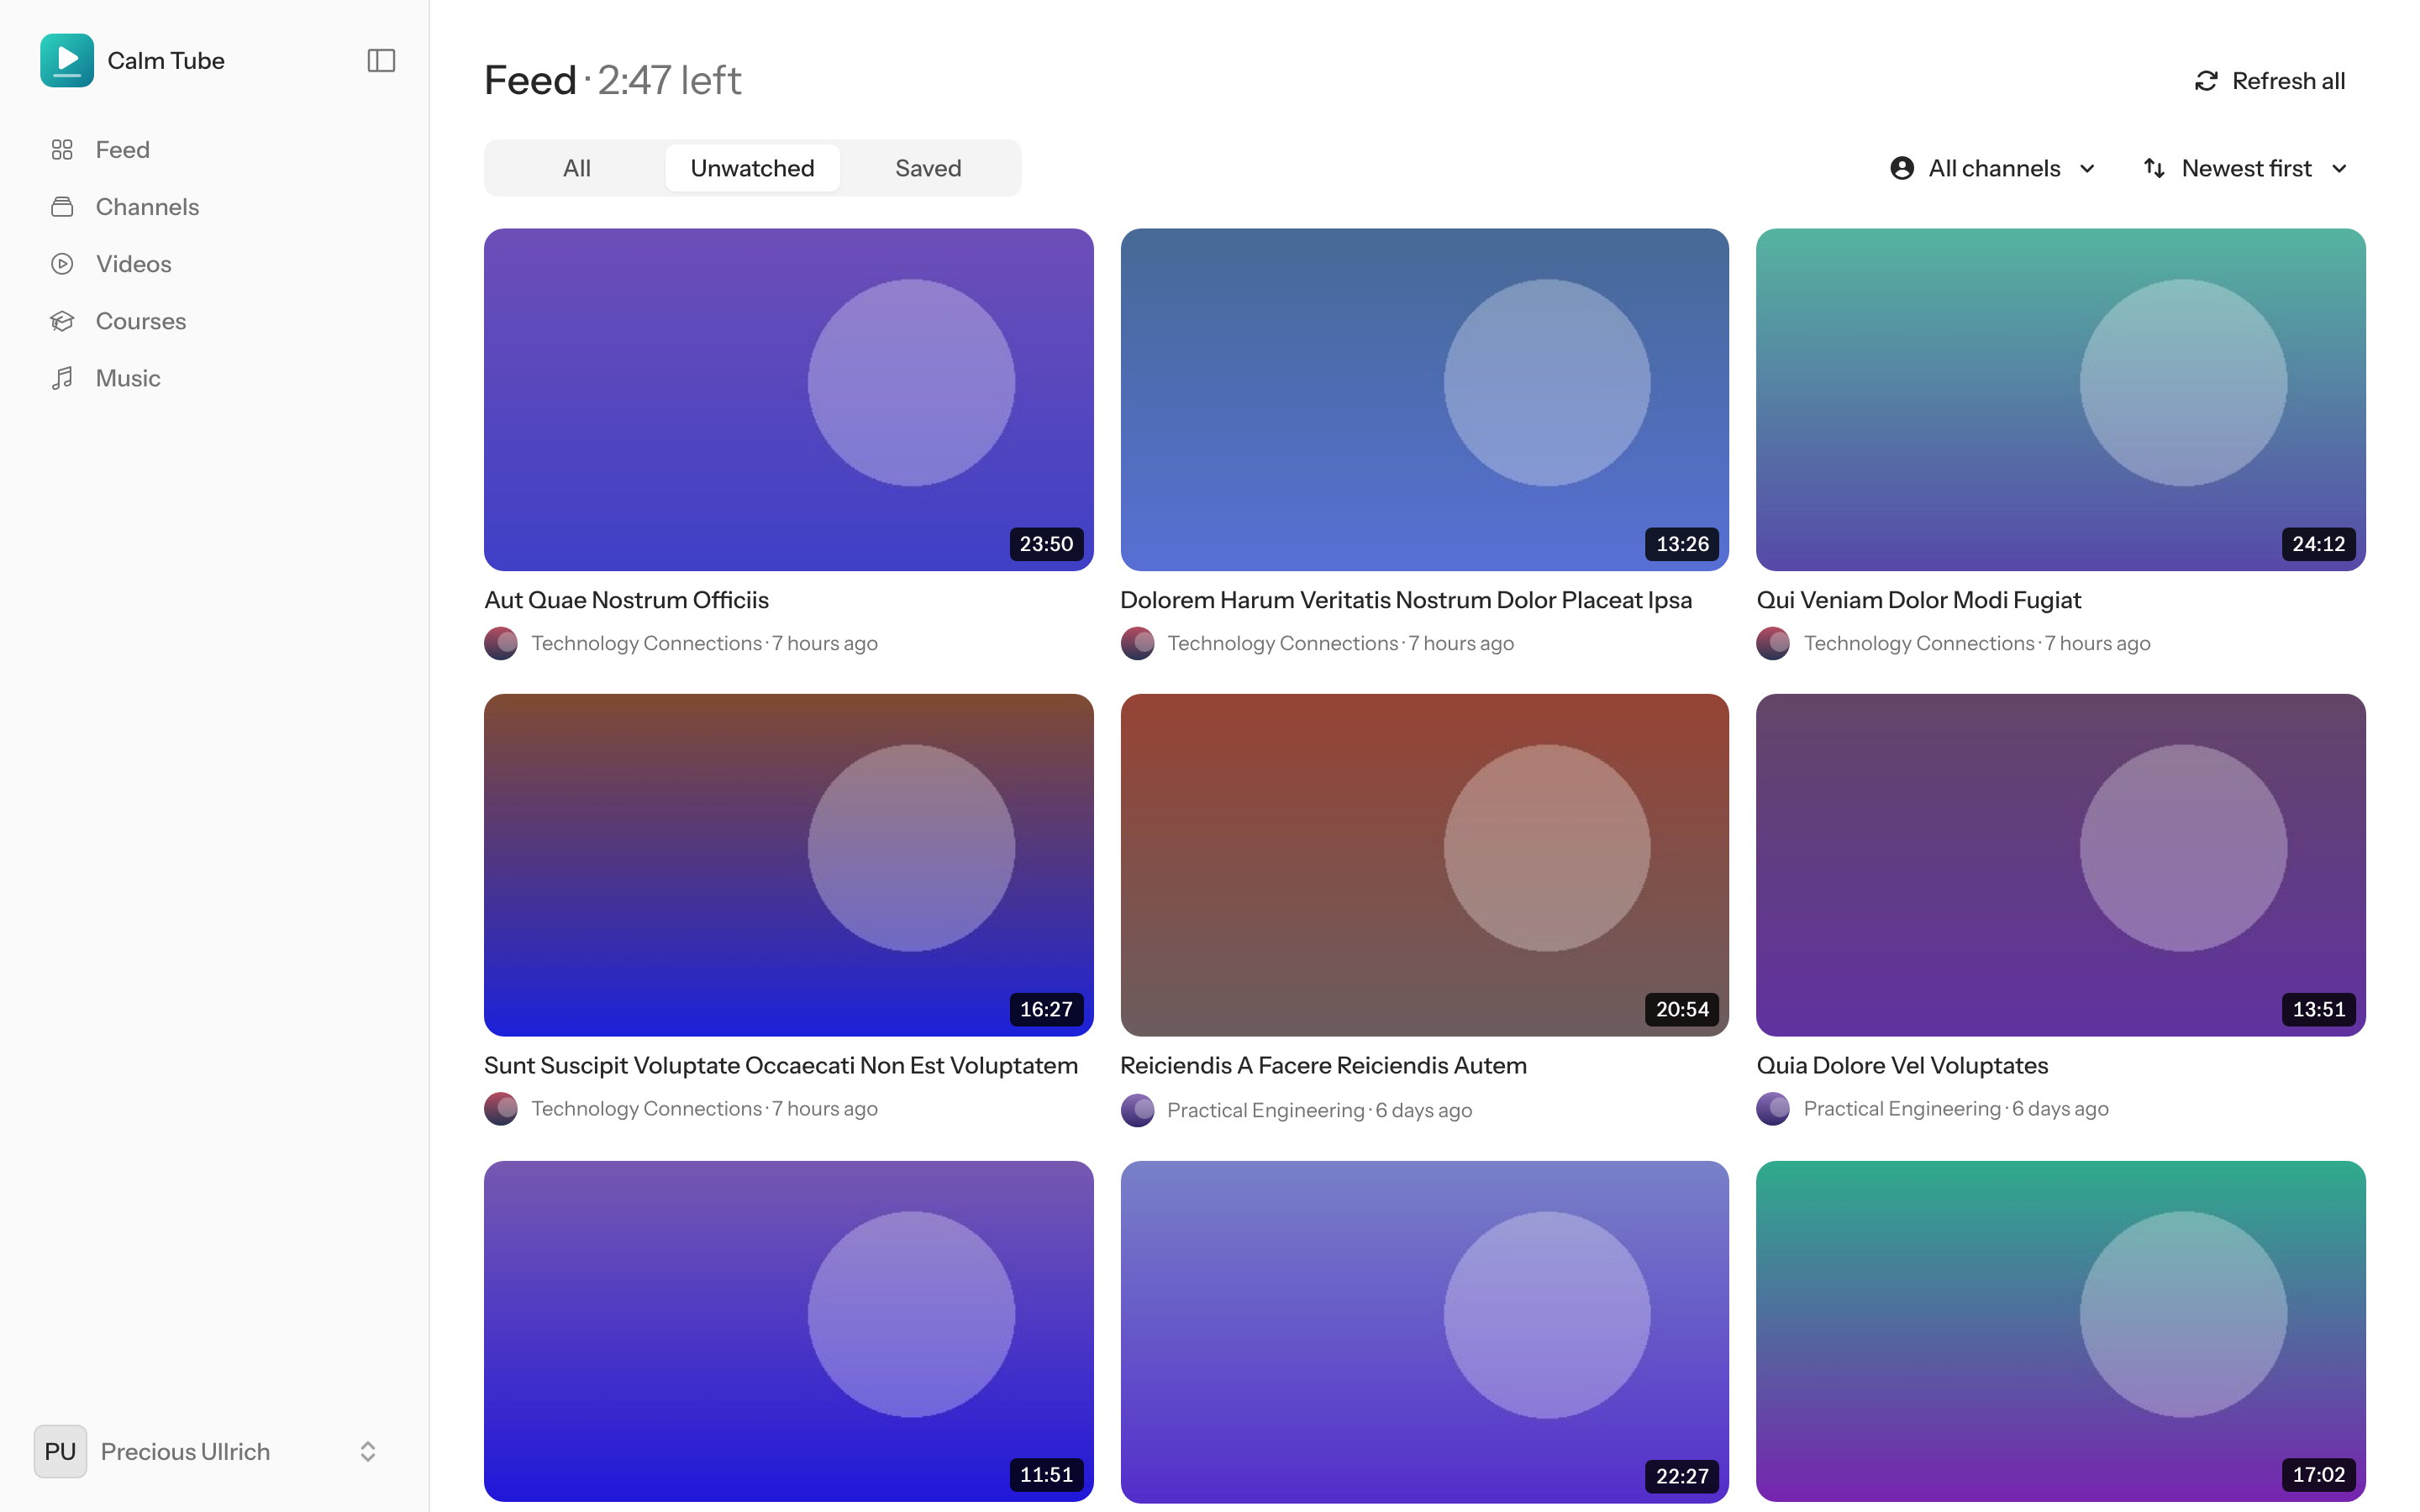 Calm Tube
Feed
Channels
Videos
Courses
Music
PU Precious Ullrich
Feed · 2:47 left
Refresh all
All Unwatched Saved
All channels Newest first
23:50
13:26
24:12
Aut Quae Nostrum Officiis
Technology Connections · 7 hours ago
Dolorem Harum Veritatis Nostrum Dolor Placeat Ipsa
Technology Connections · 7 hours ago
Qui Veniam Dolor Modi Fugiat
Technology Connections · 7 hours ago
16:27
20:54
13:51
Sunt Suscipit Voluptate Occaecati Non Est Voluptatem
Technology Connections · 7 hours ago
Reiciendis A Facere Reiciendis Autem
Practical Engineering · 6 days ago
Quia Dolore Vel Voluptates
Practical Engineering · 6 days ago
11:51
22:27
17:02